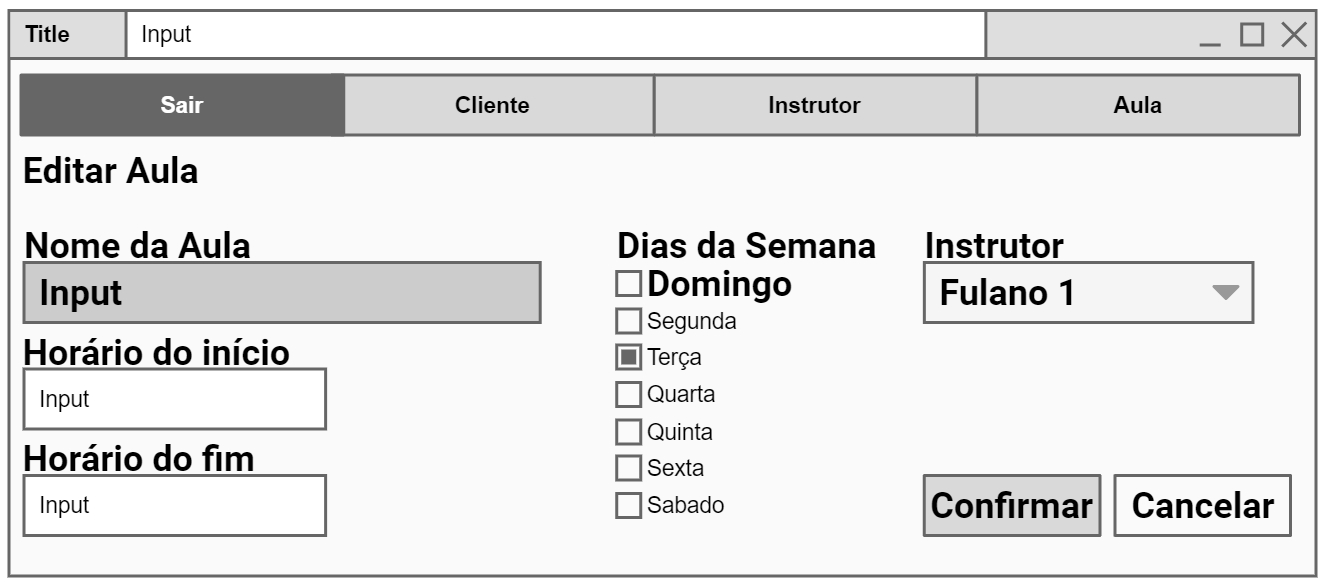 Title Input
Sair Cliente Instrutor Aula
Editar Aula
Nome da Aula
Input
Horário do início
Input
Horário do fim
Input
Dias da Semana
Domingo
Segunda
Terça
Quarta
Quinta
Sexta
Sabado
Instrutor
Fulano 1
Confirmar Cancelar